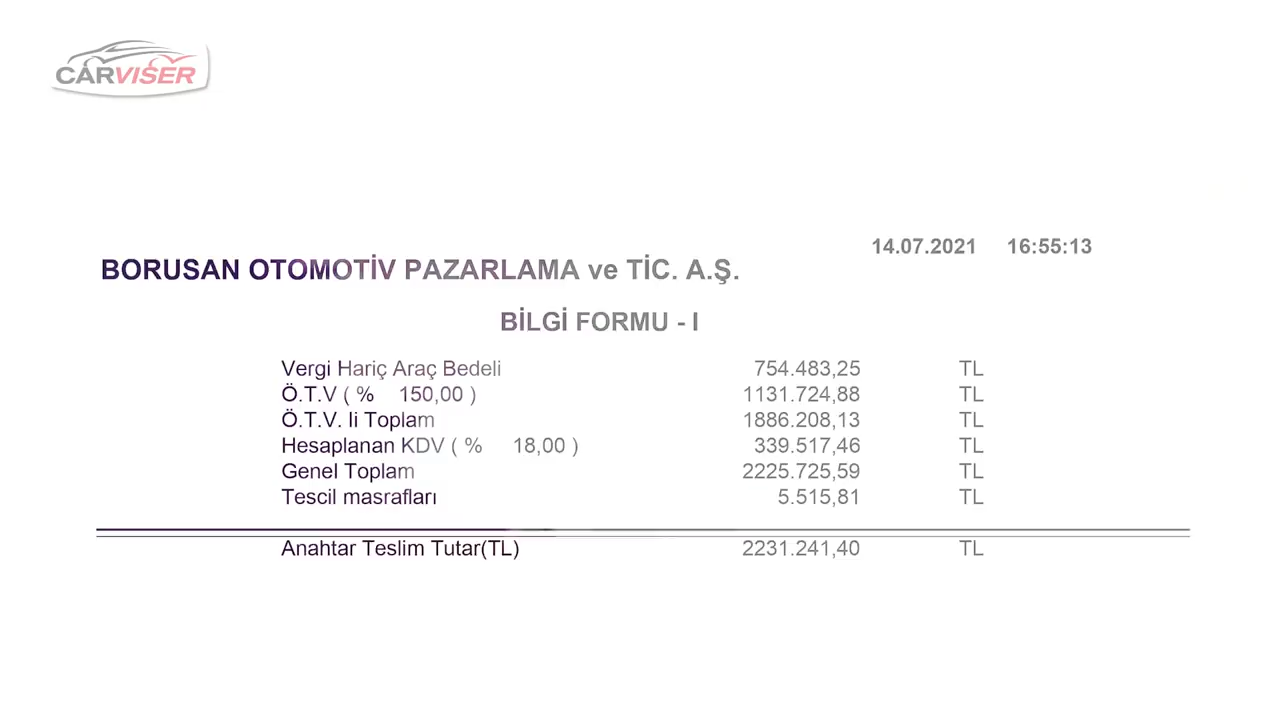 CARVISER
14.07.2021 16:55:13
BORUSAN OTOMOTİV PAZARLAMA ve TİC. A.Ş.
BİLGİ FORMU - I
Vergi Hariç Araç Bedeli 754.483,25 TL
Ö.T.V ( % 150,00 ) 1131.724,88 TL
Ö.T.V. li Toplam 1886.208,13 TL
Hesaplanan KDV ( % 18,00 ) 339.517,46 TL
Genel Toplam 2225.725,59 TL
Tescil masrafları 5.515,81 TL
Anahtar Teslim Tutar(TL) 2231.241,40 TL